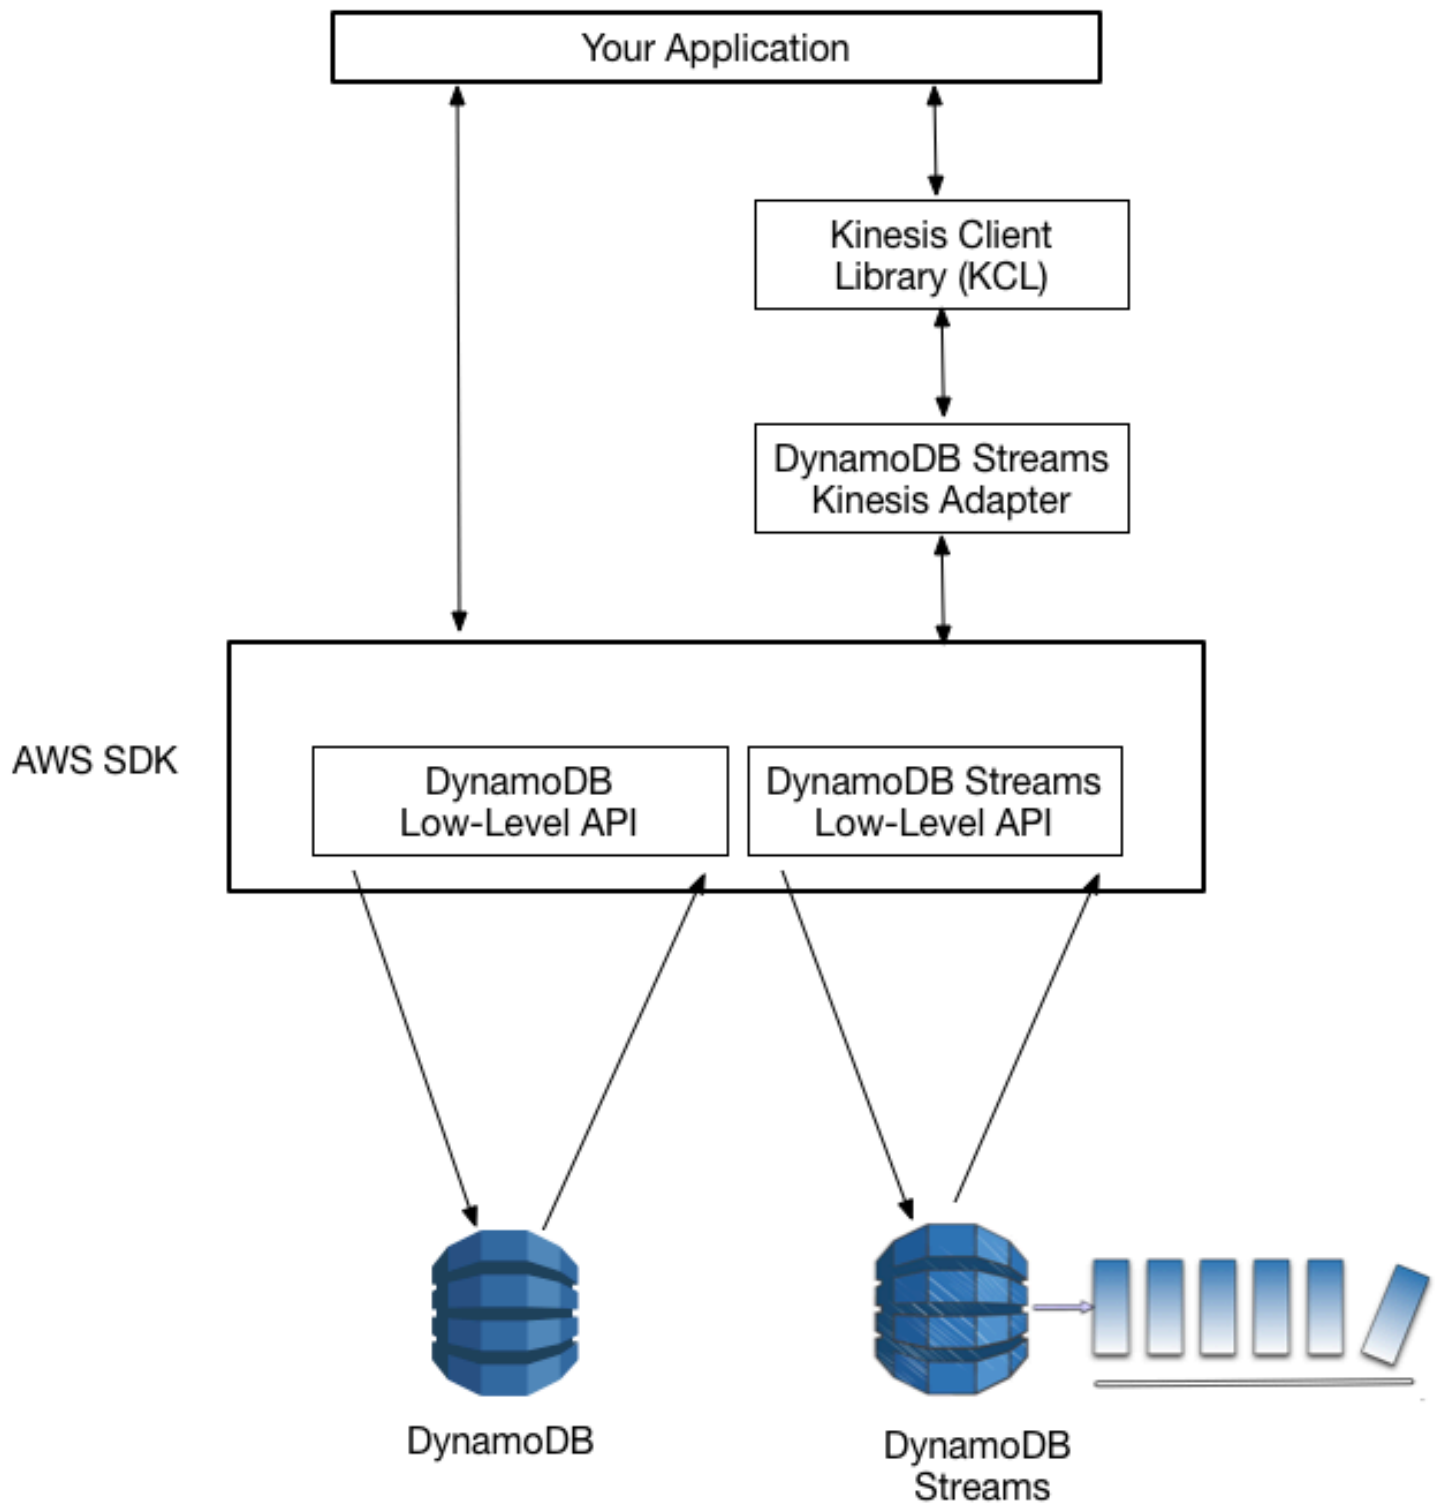 Your Application
Kinesis Client
Library (KCL)
DynamoDB Streams
Kinesis Adapter
AWS SDK
DynamoDB
Low-Level API
DynamoDB Streams
Low-Level API
DynamoDB
DynamoDB
Streams